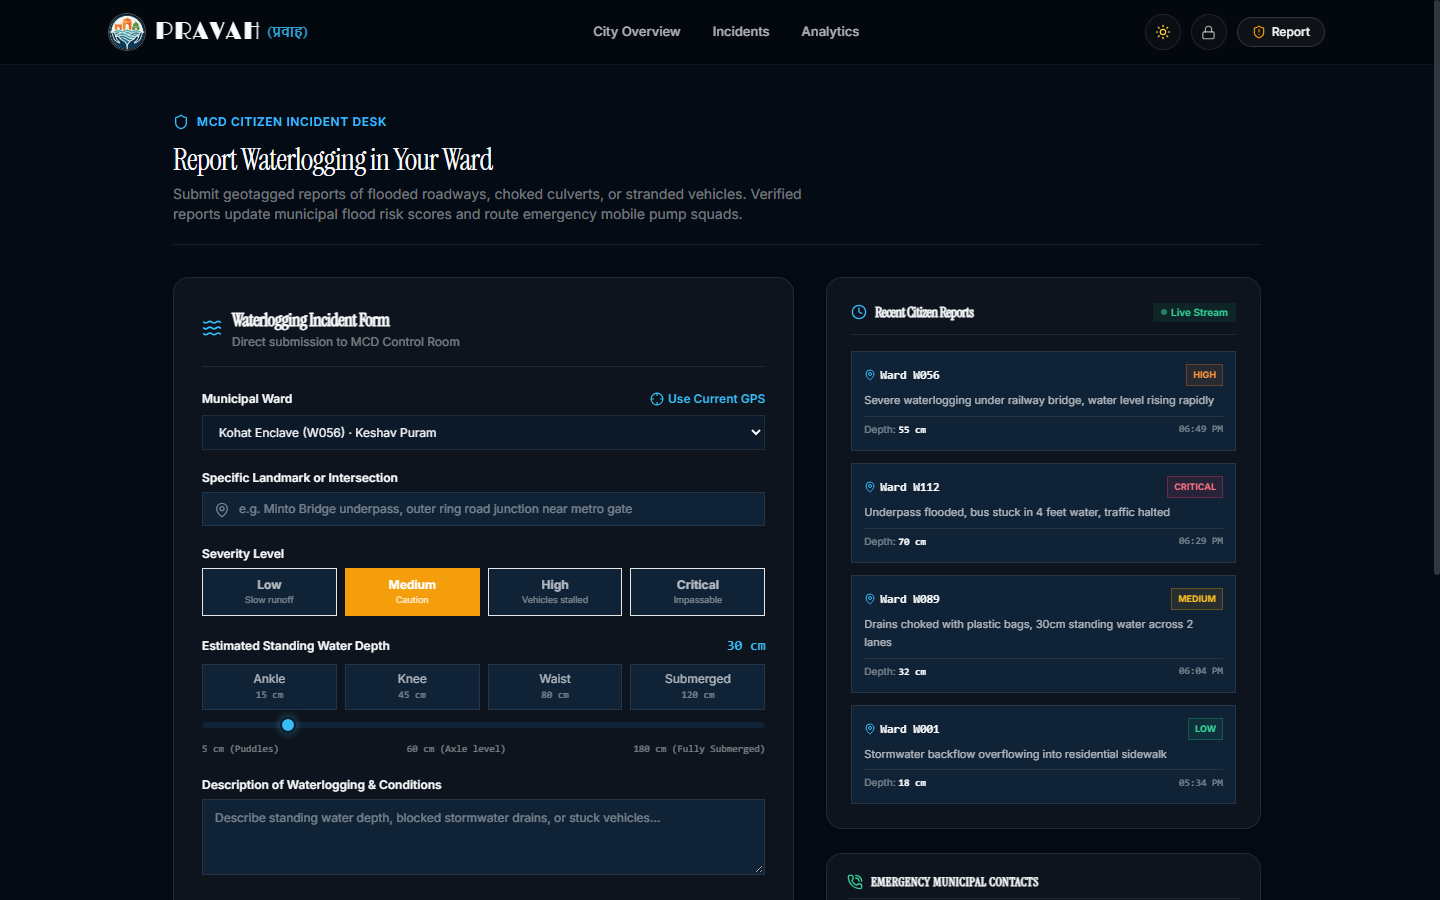 PRAVAH (प्रवाह)
City Overview
Incidents
Analytics
Report
MCD CITIZEN INCIDENT DESK
Report Waterlogging in Your Ward
Submit geotagged reports of flooded roadways, choked culverts, or stranded vehicles. Verified
reports update municipal flood risk scores and route emergency mobile pump squads.
Waterlogging Incident Form
Direct submission to MCD Control Room
Municipal Ward
Use Current GPS
Kohat Enclave (W056) · Keshav Puram
Specific Landmark or Intersection
e.g. Minto Bridge underpass, outer ring road junction near metro gate
Severity Level
Low
Slow runoff
Medium
Caution
High
Vehicles stalled
Critical
Impassable
Estimated Standing Water Depth
30 cm
Ankle
15 cm
Knee
45 cm
Waist
80 cm
Submerged
120 cm
5 cm (Puddles)
60 cm (Axle level)
180 cm (Fully Submerged)
Description of Waterlogging & Conditions
Describe standing water depth, blocked stormwater drains, or stuck vehicles...
Recent Citizen Reports
Live Stream
Ward W056
HIGH
Severe waterlogging under railway bridge, water level rising rapidly
Depth: 55 cm
06:49 PM
Ward W112
CRITICAL
Underpass flooded, bus stuck in 4 feet water, traffic halted
Depth: 70 cm
06:29 PM
Ward W089
MEDIUM
Drains choked with plastic bags, 30cm standing water across 2
lanes
Depth: 32 cm
06:04 PM
Ward W001
LOW
Stormwater backflow overflowing into residential sidewalk
Depth: 18 cm
05:34 PM
EMERGENCY MUNICIPAL CONTACTS